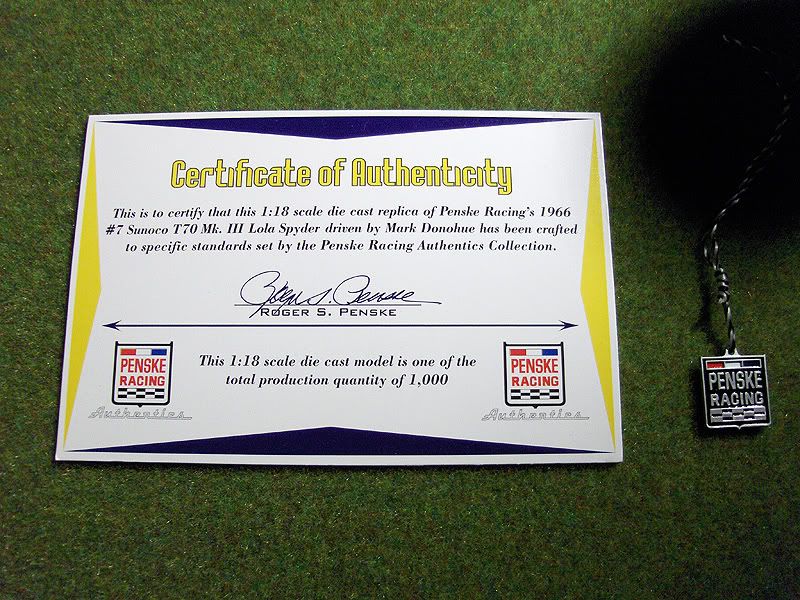 Certificate of Authenticity
This is to certify that this 1:18 scale die cast replica of Penske Racing's 1966
#7 Sunoco T70 Mk. III Lola Spyder driven by Mark Donohue has been crafted
to specific standards set by the Penske Racing Authentics Collection.
Roger S. Penske
ROGER S. PENSKE
PENSKE
RACING
Authentics
This 1:18 scale die cast model is one of the
total production quantity of 1,000
PENSKE
RACING
Authentics
PENSKE
RACING